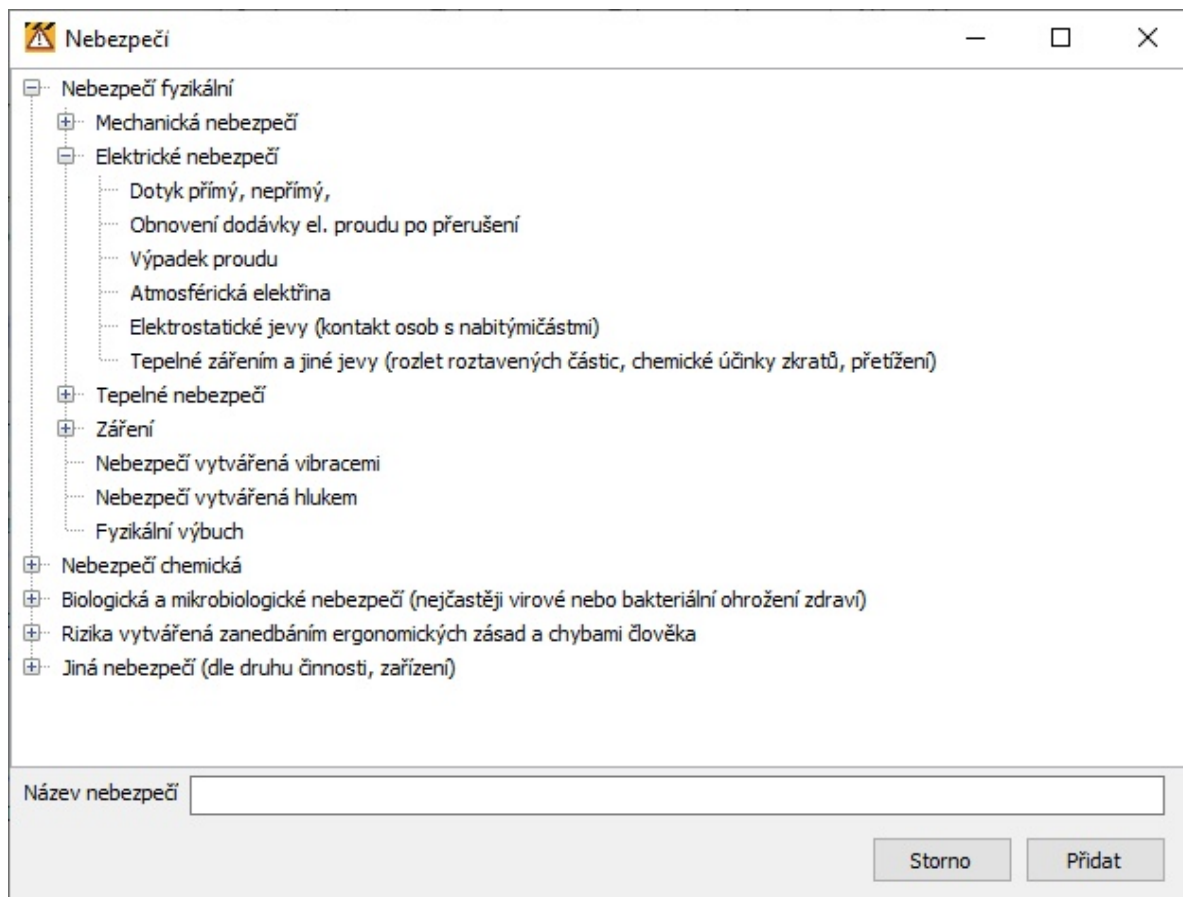 Nebezpečí
Nebezpečí fyzikální
Mechanická nebezpečí
Elektrické nebezpečí
Dotyk přímý, nepřímý,
Obnovení dodávky el. proudu po přerušení
Výpadek proudu
Atmosférická elektřina
Elektrostatické jevy (kontakt osob s nabitýmičástmi)
Tepelné zářením a jiné jevy (rozlet roztavených částic, chemické účinky zkratů, přetížení)
Tepelné nebezpečí
Záření
Nebezpečí vytvářená vibracemi
Nebezpečí vytvářená hlukem
Fyzikální výbuch
Nebezpečí chemická
Biologická a mikrobiologické nebezpečí (nejčastěji virové nebo bakteriální ohrožení zdraví)
Rizika vytvářená zanedbáním ergonomických zásad a chybami člověka
Jiná nebezpečí (dle druhu činnosti, zařízení)
Název nebezpečí
Storno Přidat